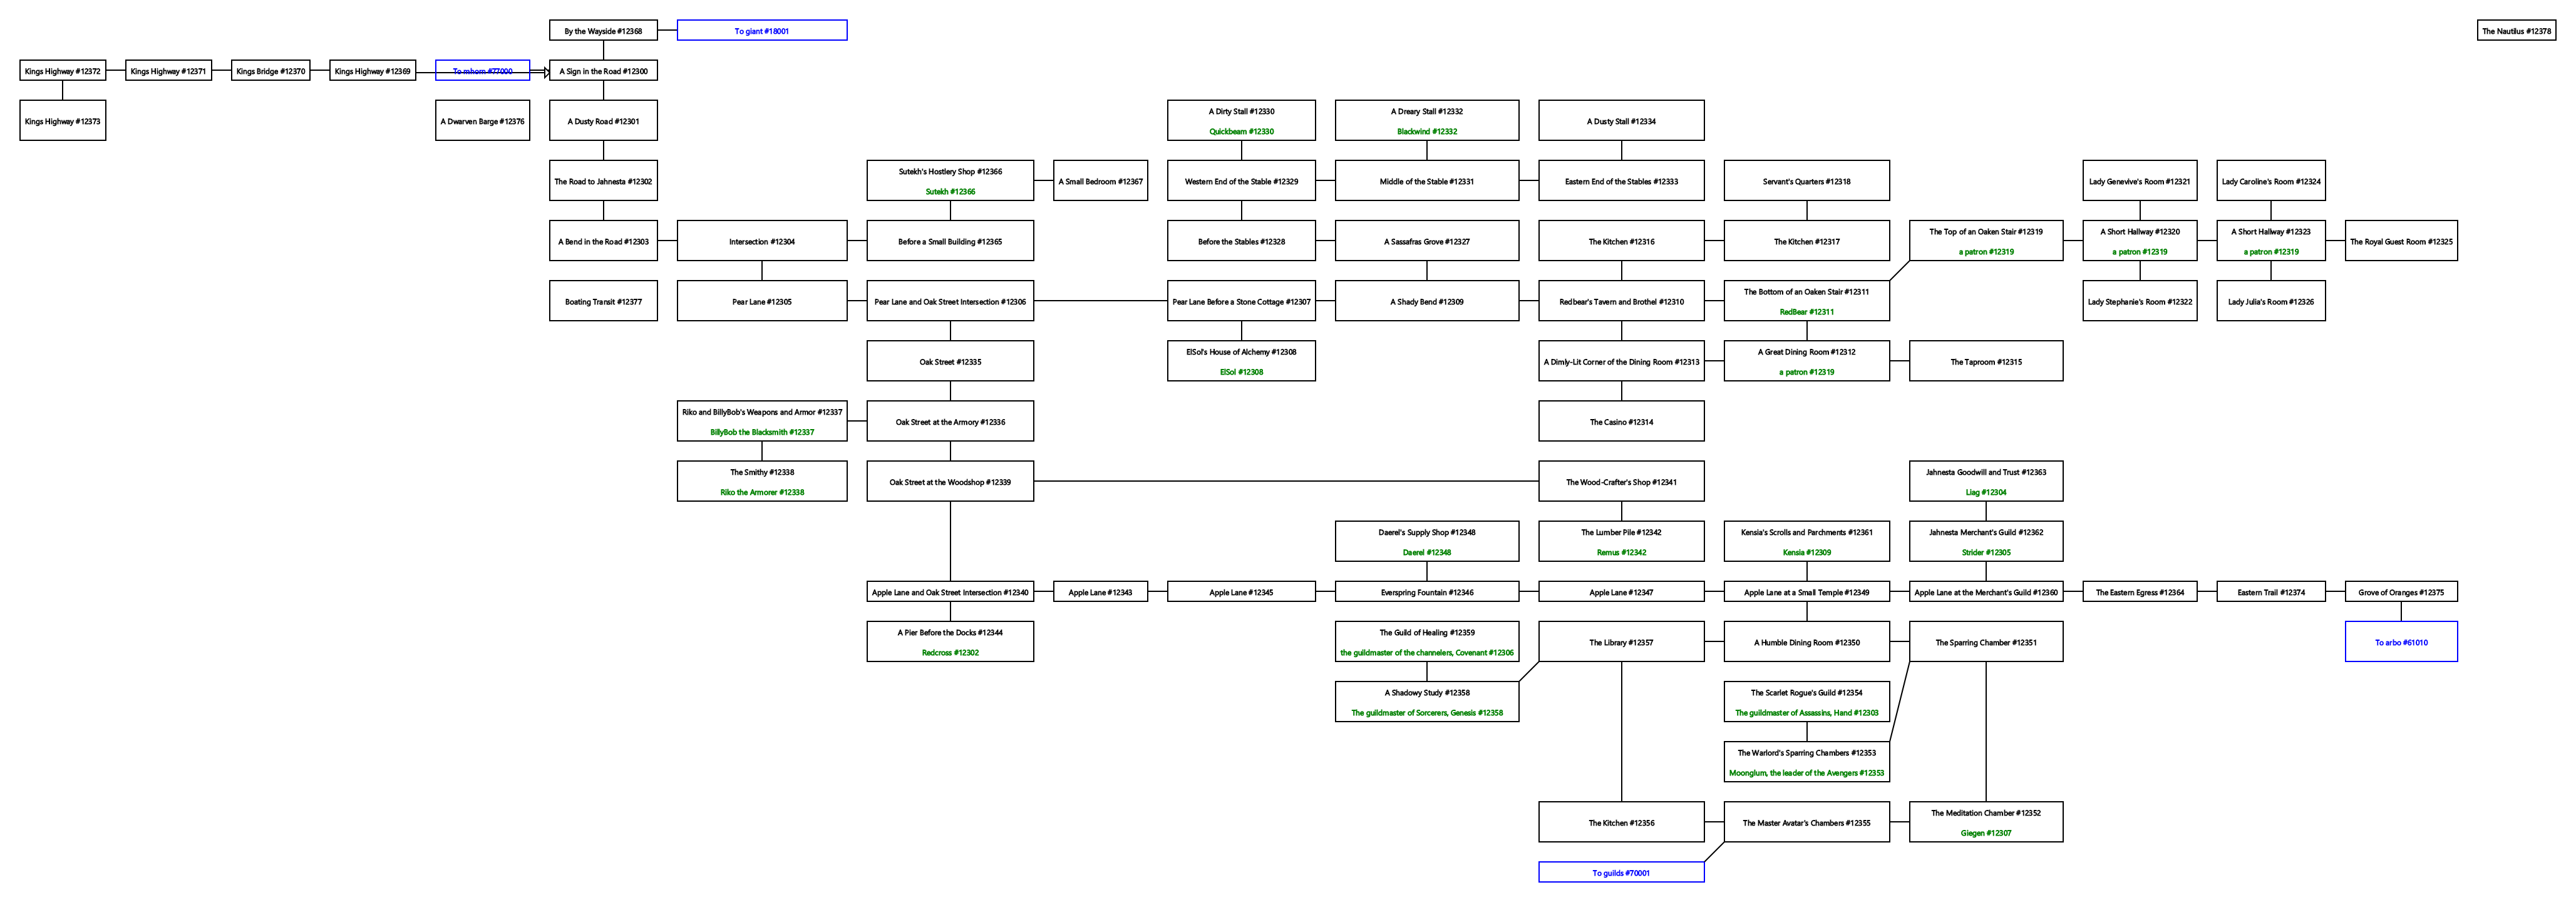 By the Wayside #12368
To giant #18001
The Nautilus #12378
Kings Highway #12372
Kings Highway #12371
Kings Bridge #12370
Kings Highway #12369
To mhorn #77000
A Sign in the Road #12300
Kings Highway #12373
A Dwarven Barge #12376
A Dusty Road #12301
A Dirty Stall #12330
Quickbeam #12330
A Dreary Stall #12332
Blackwind #12332
A Dusty Stall #12334
The Road to Jahnesta #12302
Sutekh's Hostlery Shop #12366
Sutekh #12366
A Small Bedroom #12367
Western End of the Stable #12329
Middle of the Stable #12331
Eastern End of the Stables #12333
Servant's Quarters #12318
Lady Genevive's Room #12321
Lady Caroline's Room #12324
A Bend in the Road #12303
Intersection #12304
Before a Small Building #12365
Before the Stables #12328
A Sassafras Grove #12327
The Kitchen #12316
The Kitchen #12317
The Top of an Oaken Stair #12319
a patron #12319
A Short Hallway #12320
a patron #12319
A Short Hallway #12323
a patron #12319
The Royal Guest Room #12325
Boating Transit #12377
Pear Lane #12305
Pear Lane and Oak Street Intersection #12306
Pear Lane Before a Stone Cottage #12307
A Shady Bend #12309
Redbear's Tavern and Brothel #12310
The Bottom of an Oaken Stair #12311
RedBear #12311
Lady Stephanie's Room #12322
Lady Julia's Room #12326
Oak Street #12335
ElSol's House of Alchemy #12308
ElSol #12308
A Dimly-Lit Corner of the Dining Room #12313
A Great Dining Room #12312
a patron #12319
The Taproom #12315
Riko and BillyBob's Weapons and Armor #12337
BillyBob the Blacksmith #12337
Oak Street at the Armory #12336
The Casino #12314
The Smithy #12338
Riko the Armorer #12338
Oak Street at the Woodshop #12339
The Wood-Crafter's Shop #12341
Jahnesta Goodwill and Trust #12363
Liag #12304
Daerel's Supply Shop #12348
Daerel #12348
The Lumber Pile #12342
Remus #12342
Kensia's Scrolls and Parchments #12361
Kensia #12309
Jahnesta Merchant's Guild #12362
Strider #12305
Apple Lane and Oak Street Intersection #12340
Apple Lane #12343
Apple Lane #12345
Everspring Fountain #12346
Apple Lane #12347
Apple Lane at a Small Temple #12349
Apple Lane at the Merchant's Guild #12360
The Eastern Egress #12364
Eastern Trail #12374
Grove of Oranges #12375
A Pier Before the Docks #12344
Redcross #12302
The Guild of Healing #12359
the guildmaster of the channelers, Covenant #12306
The Library #12357
A Humble Dining Room #12350
The Sparring Chamber #12351
To arbo #61010
A Shadowy Study #12358
The guildmaster of Sorcerers, Genesis #12358
The Scarlet Rogue's Guild #12354
The guildmaster of Assassins, Hand #12303
The Warlord's Sparring Chambers #12353
Moonglum, the leader of the Avengers #12353
The Kitchen #12356
The Master Avatar's Chambers #12355
The Meditation Chamber #12352
Giegen #12307
To guilds #70001